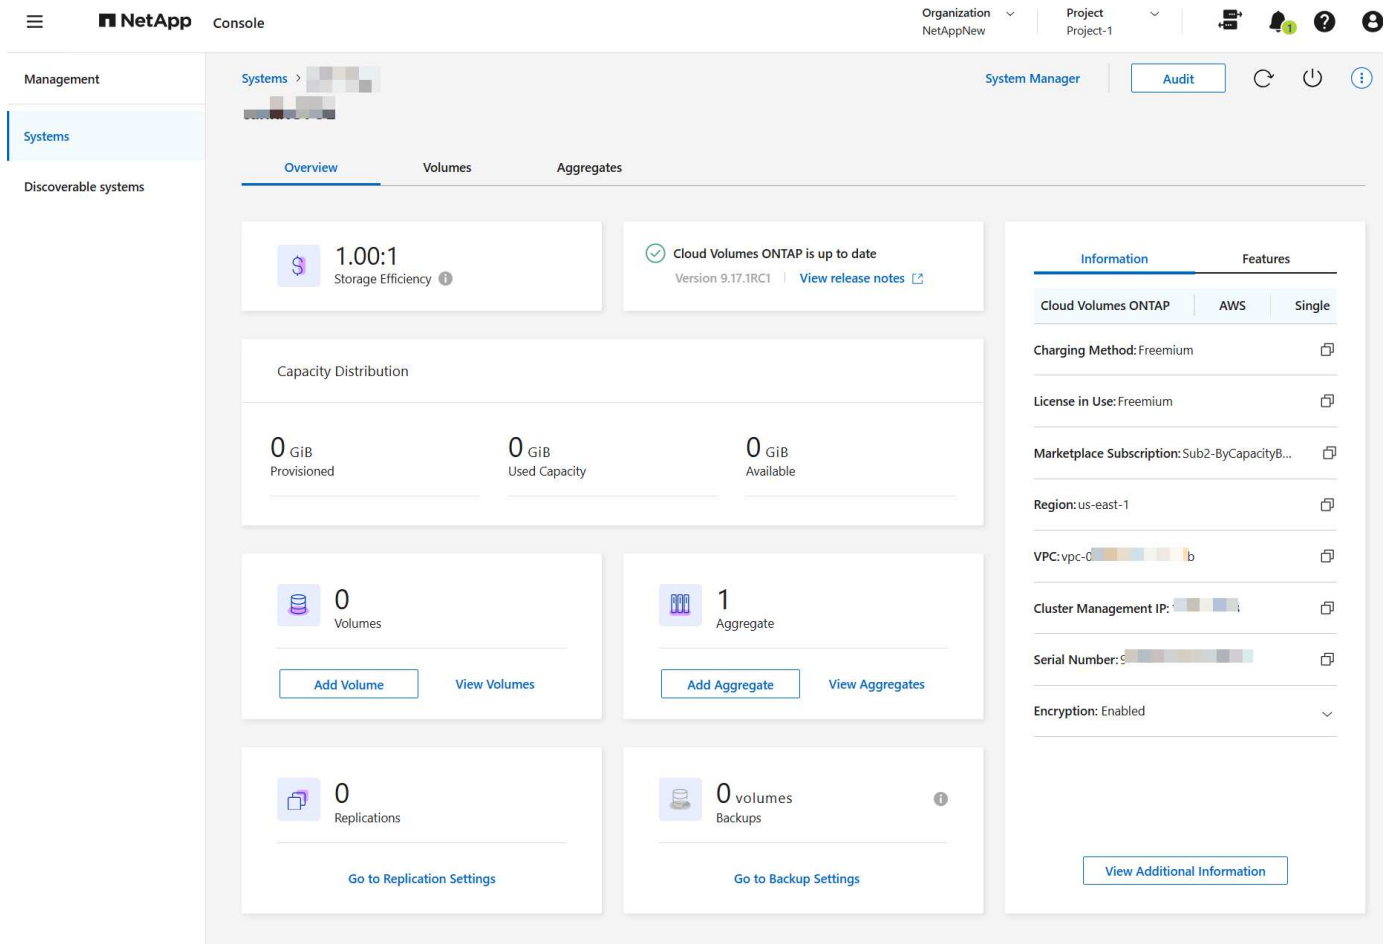 NetApp Console
Organization
NetAppNew
Project
Project-1
1
Management
Systems
Discoverable systems
Systems >
System Manager
Audit
Overview
Volumes
Aggregates
1.00:1
Storage Efficiency
Cloud Volumes ONTAP is up to date
Version 9.17.1RC1 | View release notes
Capacity Distribution
0 GiB
Provisioned
0 GiB
Used Capacity
0 GiB
Available
0
Volumes
Add Volume
View Volumes
1
Aggregate
Add Aggregate
View Aggregates
0
Replications
Go to Replication Settings
0 volumes
Backups
Go to Backup Settings
Information
Features
Cloud Volumes ONTAP
AWS
Single
Charging Method: Freemium
License in Use: Freemium
Marketplace Subscription: Sub2-ByCapacityB...
Region: us-east-1
VPC: vpc-0 b
Cluster Management IP:
Serial Number: 9
Encryption: Enabled
View Additional Information